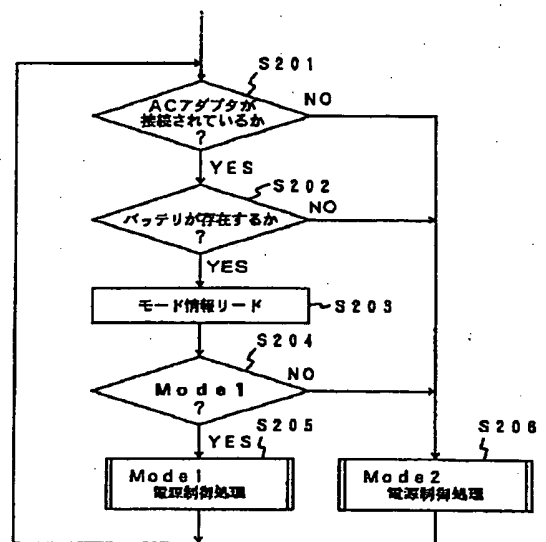 S201
ACアダプタが
接続されているか
?
NO
YES
S202
バッテリが存在するか
?
NO
YES
モード情報リード
S203
S204
Mode1
?
NO
YES
S205
Mode1
電源制御処理
S206
Mode2
電源制御処理